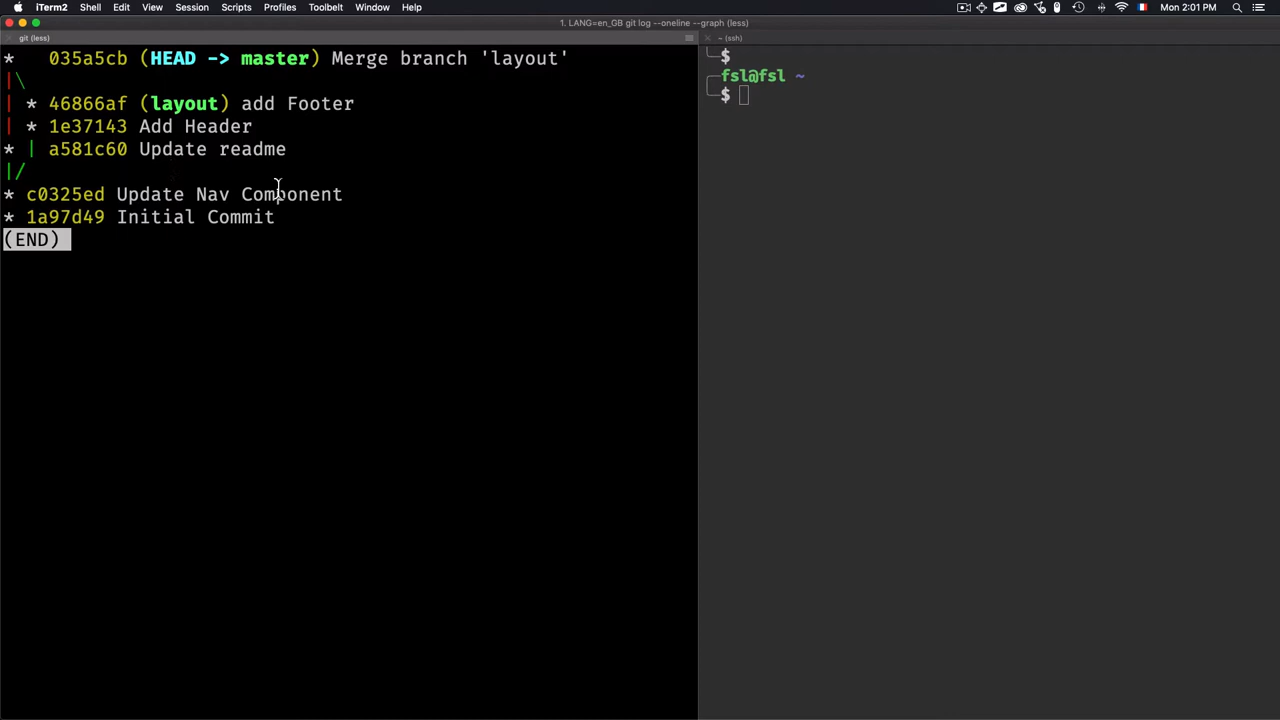 iTerm2 Shell Edit View Session Scripts Profiles Toolbelt Window Help Mon 2:01 PM
1. LANG=en_GB git log --oneline --graph (less)
git (less)
~ (ssh)
*   035a5cb (HEAD -> master) Merge branch 'layout'
|\
| * 46866af (layout) add Footer
| * 1e37143 Add Header
* | a581c60 Update readme
|/
* c0325ed Update Nav Component
* 1a97d49 Initial Commit
(END)
$
fsl@fsl ~
$